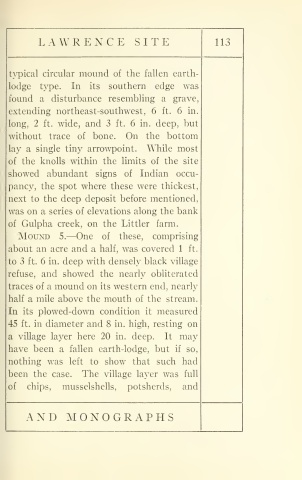 LAWRENCE SITE 113
typical circular mound of the fallen earth-
lodge type. In its southern edge was
found a disturbance resembling a grave,
extending northeast-southwest, 6 ft. 6 in.
long, 2 ft. wide, and 3 ft. 6 in. deep, but
without trace of bone. On the bottom
lay a single tiny arrowpoint. While most
of the knolls within the limits of the site
showed abundant signs of Indian occu-
pancy, the spot where these were thickest,
next to the deep deposit before mentioned,
was on a series of elevations along the bank
of Gulpha creek, on the Littler farm.
MOUND 5.—One of these, comprising
about an acre and a half, was covered 1 ft.
to 3 ft. 6 in. deep with densely black village
refuse, and showed the nearly obliterated
traces of a mound on its western end, nearly
half a mile above the mouth of the stream.
In its plowed-down condition it measured
45 ft. in diameter and 8 in. high, resting on
a village layer here 20 in. deep. It may
have been a fallen earth-lodge, but if so,
nothing was left to show that such had
been the case. The village layer was full
of chips, musselshells, potsherds, and
AND MONOGRAPHS